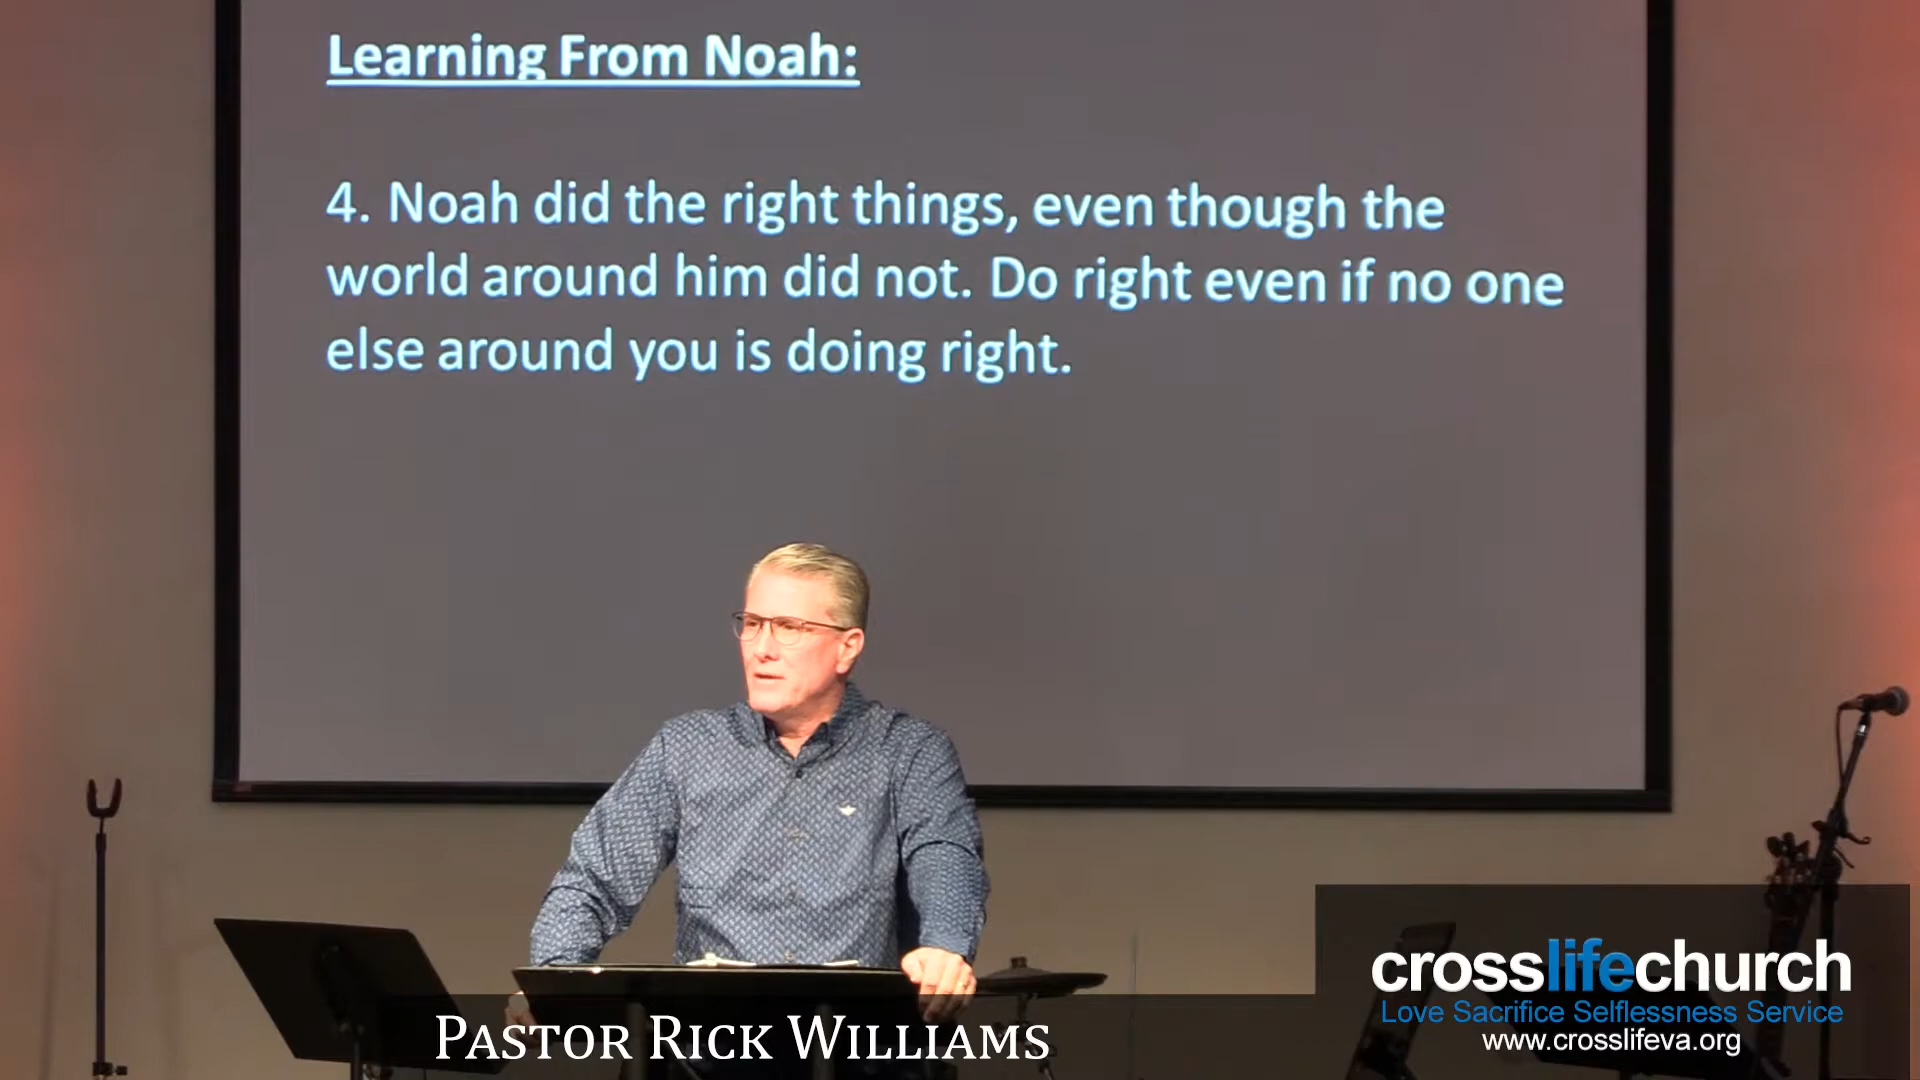 Learning From Noah:
4. Noah did the right things, even though the
world around him did not. Do right even if no one
else around you is doing right.
PASTOR RICK WILLIAMS
crosslifechurch
Love Sacrifice Selflessness Service
www.crosslifeva.org